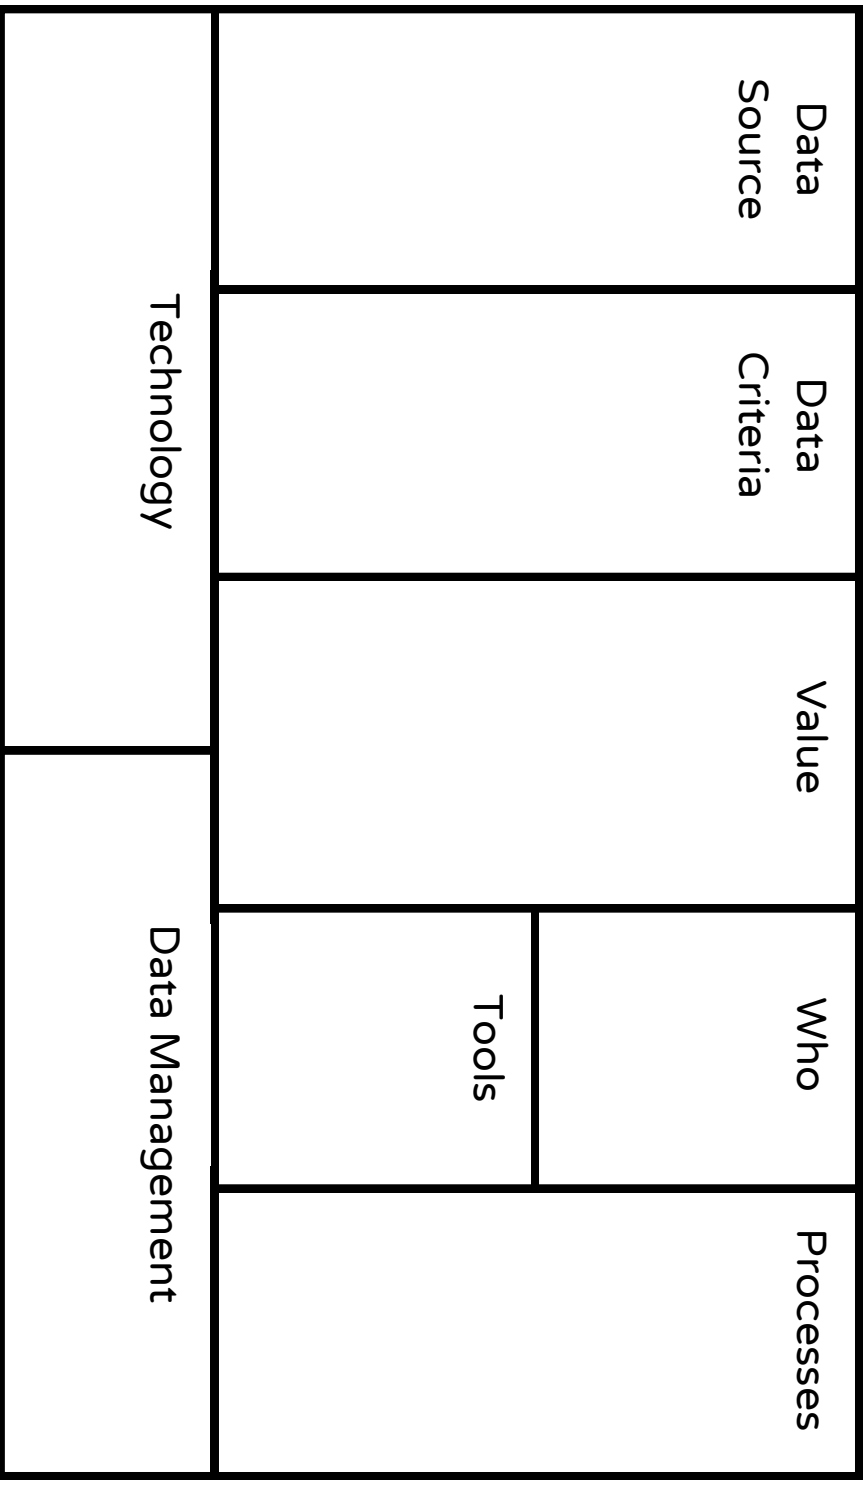 Data
Source
Data
Criteria
Value
Who
Tools
Processes
Technology
Data Management